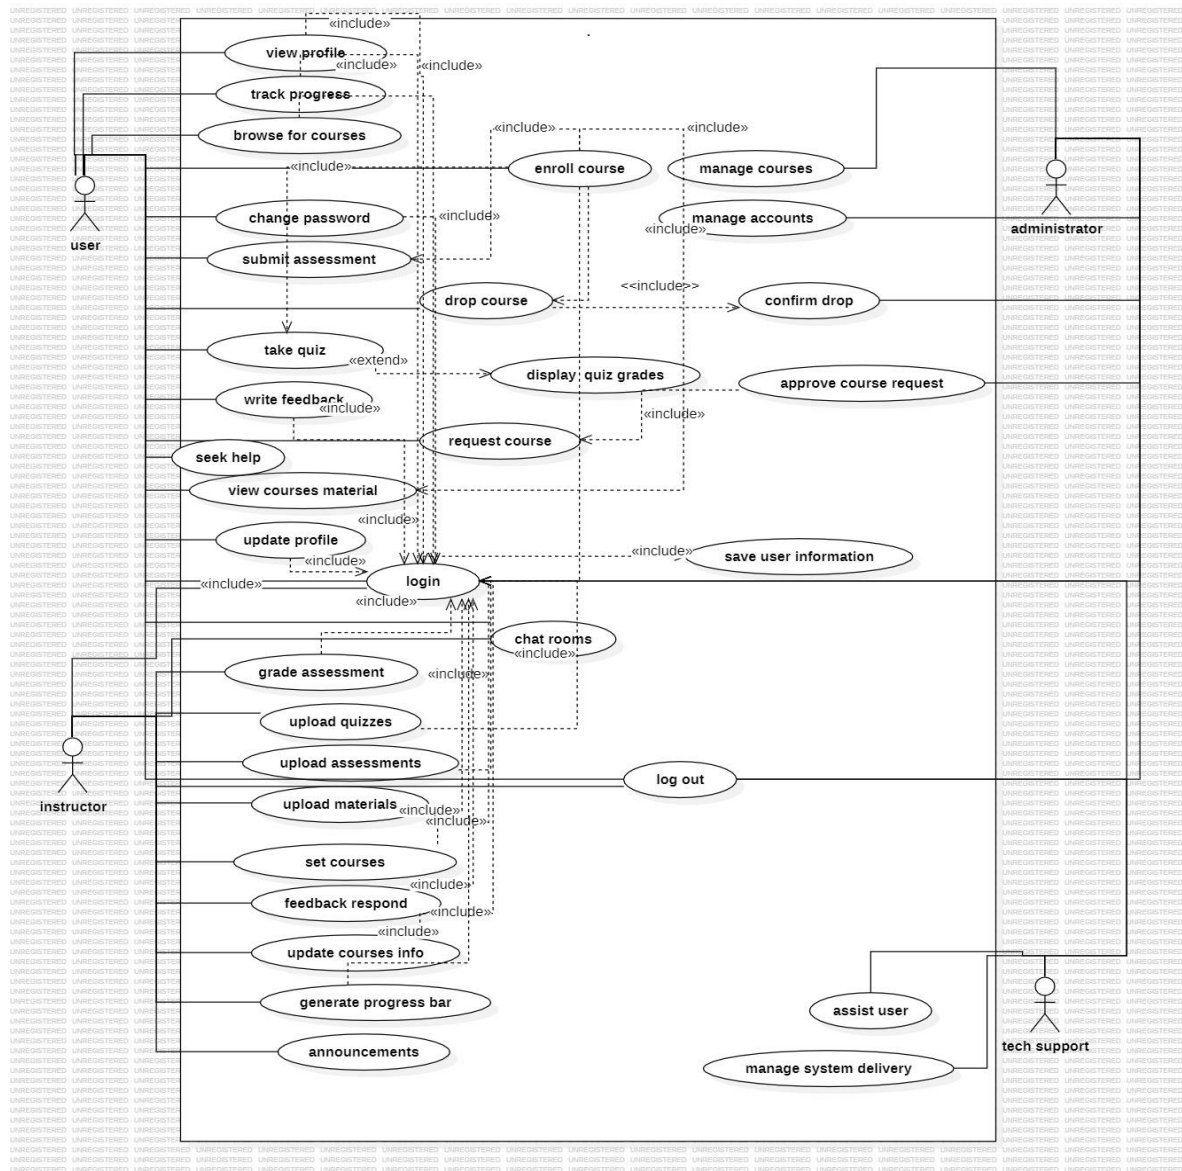 UNREGISTERED
«include»
view profile
«include»
«include»
track progress
browse for courses
«include»
«include»
«include»
enroll course
manage courses
user
change password
«include»
manage accounts
«include»
administrator
submit assessment
<<include>>
drop course
confirm drop
take quiz
«extend»
display quiz grades
approve course request
write feedback
«include»
«include»
request course
seek help
view courses material
«include»
update profile
«include»
«include»
save user information
login
«include»
«include»
chat rooms
«include»
grade assessment
«include»
upload quizzes
upload assessments
log out
instructor
upload materials
«include»
«include»
set courses
«include»
feedback respond
«include»
«include»
update courses info
generate progress bar
assist user
tech support
announcements
manage system delivery